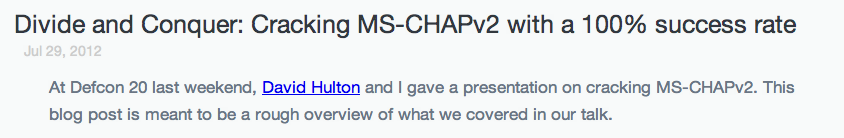 Divide and Conquer: Cracking MS-CHAPv2 with a 100% success rate
Jul 29, 2012
At Defcon 20 last weekend, David Hulton and I gave a presentation on cracking MS-CHAPv2. This
blog post is meant to be a rough overview of what we covered in our talk.